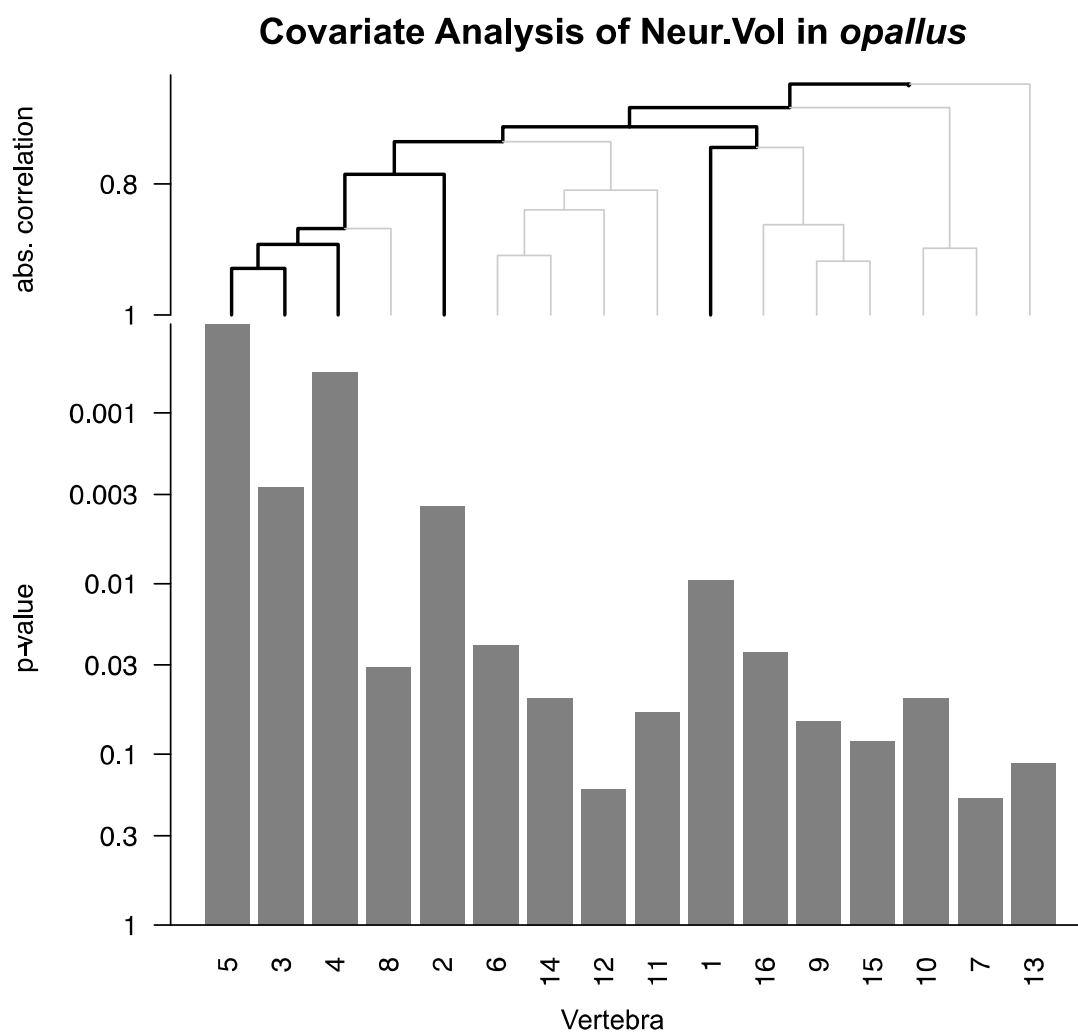 Covariate Analysis of Neur.Vol in opallus
abs. correlation
0.8
1
p-value
1
0.001
0.003
0.01
0.03
0.1
0.3
1
5 3 4 8 2 6 14 12 11 1 16 9 15 10 7 13
Vertebra